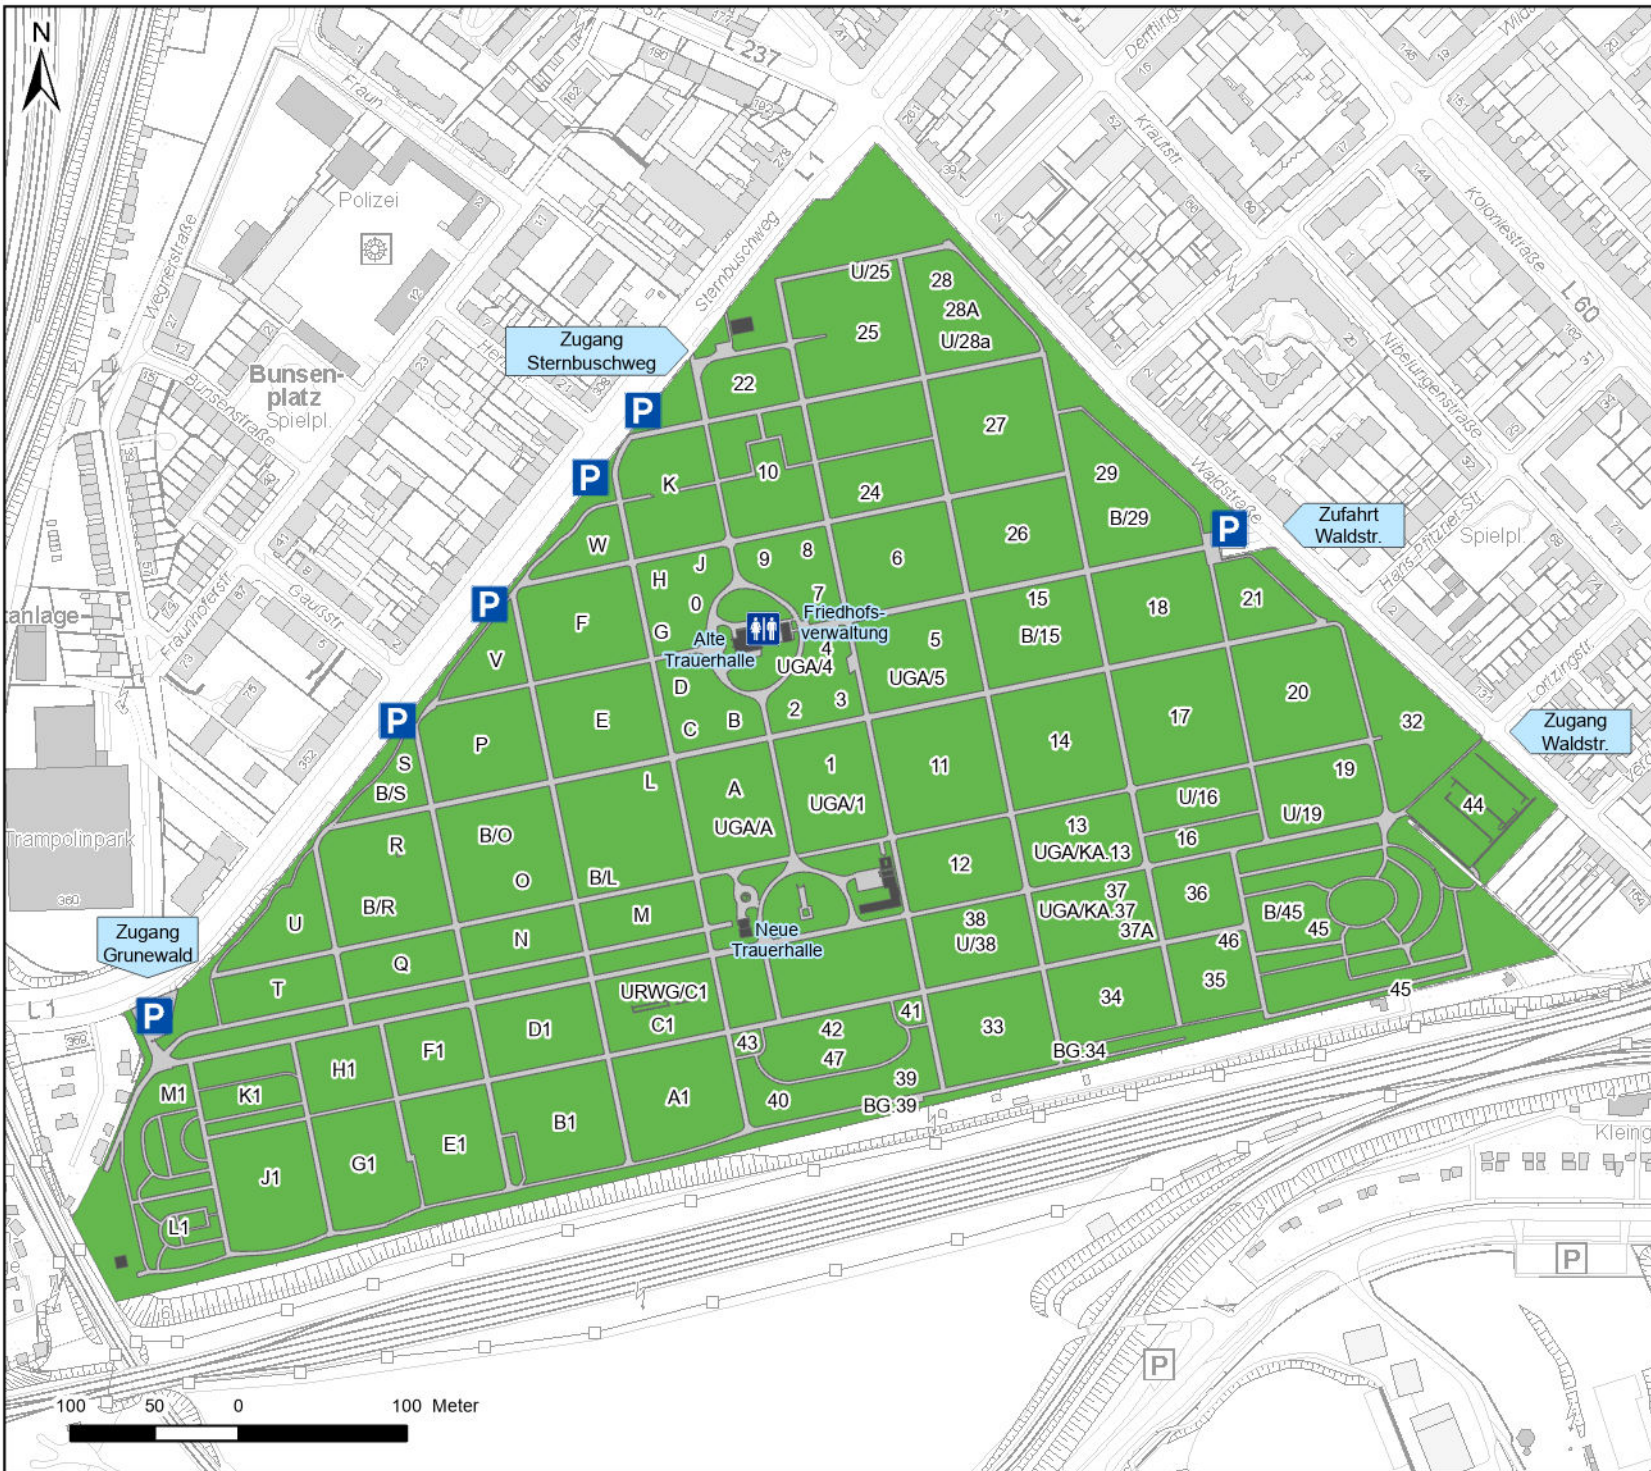 N
L 237
Derfflingerstr.
Kraustr.
Koloniestraße
L 60
Polizei
L 1
Sternbuschweg
Wegnerstraße
U/25
28
28A
U/28a
25
Zugang
Sternbuschweg
Bunsen-
platz
Spielpl.
Bunsenstraße
22
P
27
Nibelungenstraße
P
K
10
24
29
B/29
Waldstraße
P
Zufahrt
Waldstr.
Hans-Pfitzner-Str.
Spielpl.
W
H
J
9
8
6
26
7
0
15
18
21
P
F
G
Alte
Trauerhalle
Friedhofs-
verwaltung
4
UGA/4
5
UGA/5
B/15
Fraunhoferstr.
Gaußstr.
V
D
E
C
B
2
3
20
Lortzingstr.
P
P
17
32
Zugang
Waldstr.
14
11
S
B/S
L
A
UGA/A
1
UGA/1
19
U/19
44
U/16
16
Trampolinpark
360
R
B/R
B/O
O
B/L
12
13
UGA/KA.13
36
37
UGA/KA.37
37A
B/45
45
46
U
M
N
Neue
Trauerhalle
38
U/38
Zugang
Grunewald
Q
T
URWG/C1
C1
35
45
34
L 1
P
D1
F1
H1
43
42
47
41
33
BG.34
M1
K1
A1
40
39
BG.39
B1
E1
G1
J1
L1
P
P
100 50 0 100 Meter